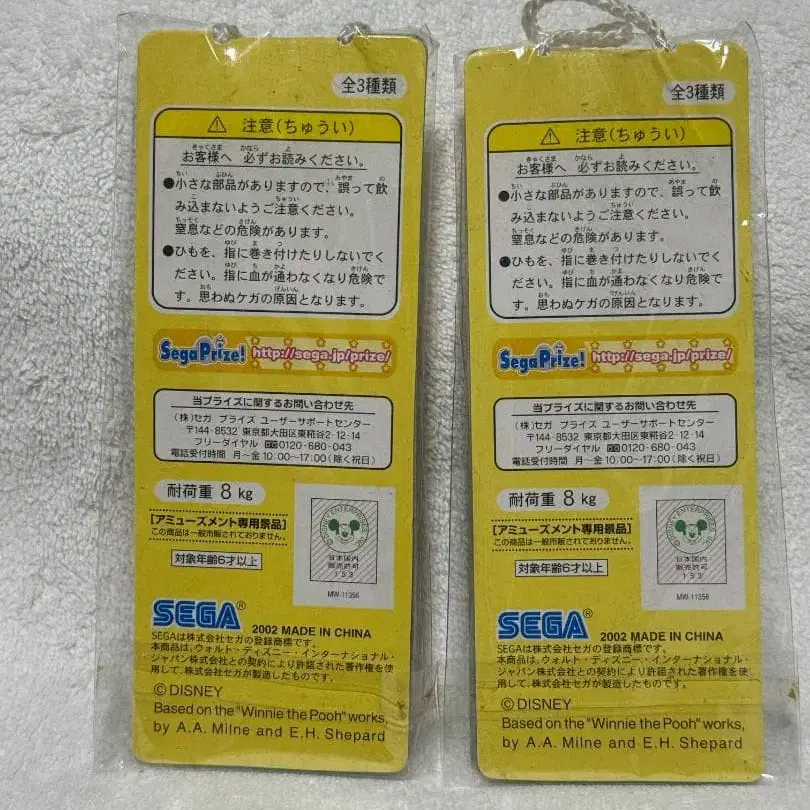 全3種類
⚠ 注意(ちゅうい)
お客様へ 必ずお読みください。
●小さな部品がありますので、誤って飲
み込まないようご注意ください。
窒息などの危険があります。
●ひもを、指に巻き付けたりしないでく
ださい。指に血が通わなくなり危険で
す。思わぬケガの原因となります。
Sega Prize! http://sega.jp/prize/
当プライズに関するお問い合わせ先
(株)セガ プライズ ユーザーサポートセンター
〒144-8532 東京都大田区東糀谷2-12-14
フリーダイヤル 0120-680-043
電話受付時間 月〜金 10:00〜17:00(除く祝日)
耐荷重 8 kg
【アミューズメント専用景品】
この商品は一般市販されておりません。
対象年齢6才以上
日本国内
販売許可
153
MW-11356
SEGA®
2002 MADE IN CHINA
SEGAは株式会社セガの登録商標です。
本商品は、ウォルト・ディズニー・インターナショナル・
ジャパン株式会社との契約により許諾された著作権を使
用して、株式会社セガが製造したものです。
©DISNEY
Based on the "Winnie the Pooh" works,
by A.A. Milne and E.H. Shepard
全3種類
⚠ 注意(ちゅうい)
お客様へ 必ずお読みください。
●小さな部品がありますので、誤って飲
み込まないようご注意ください。
窒息などの危険があります。
●ひもを、指に巻き付けたりしないでく
ださい。指に血が通わなくなり危険で
す。思わぬケガの原因となります。
Sega Prize! http://sega.jp/prize/
当プライズに関するお問い合わせ先
(株)セガ プライズ ユーザーサポートセンター
〒144-8532 東京都大田区東糀谷2-12-14
フリーダイヤル 0120-680-043
電話受付時間 月〜金 10:00〜17:00(除く祝日)
耐荷重 8 kg
【アミューズメント専用景品】
この商品は一般市販されておりません。
対象年齢6才以上
日本国内
販売許可
153
MW-11356
SEGA®
2002 MADE IN CHINA
SEGAは株式会社セガの登録商標です。
本商品は、ウォルト・ディズニー・インターナショナル・
ジャパン株式会社との契約により許諾された著作権を使
用して、株式会社セガが製造したものです。
©DISNEY
Based on the "Winnie the Pooh" works,
by A.A. Milne and E.H. Shepard